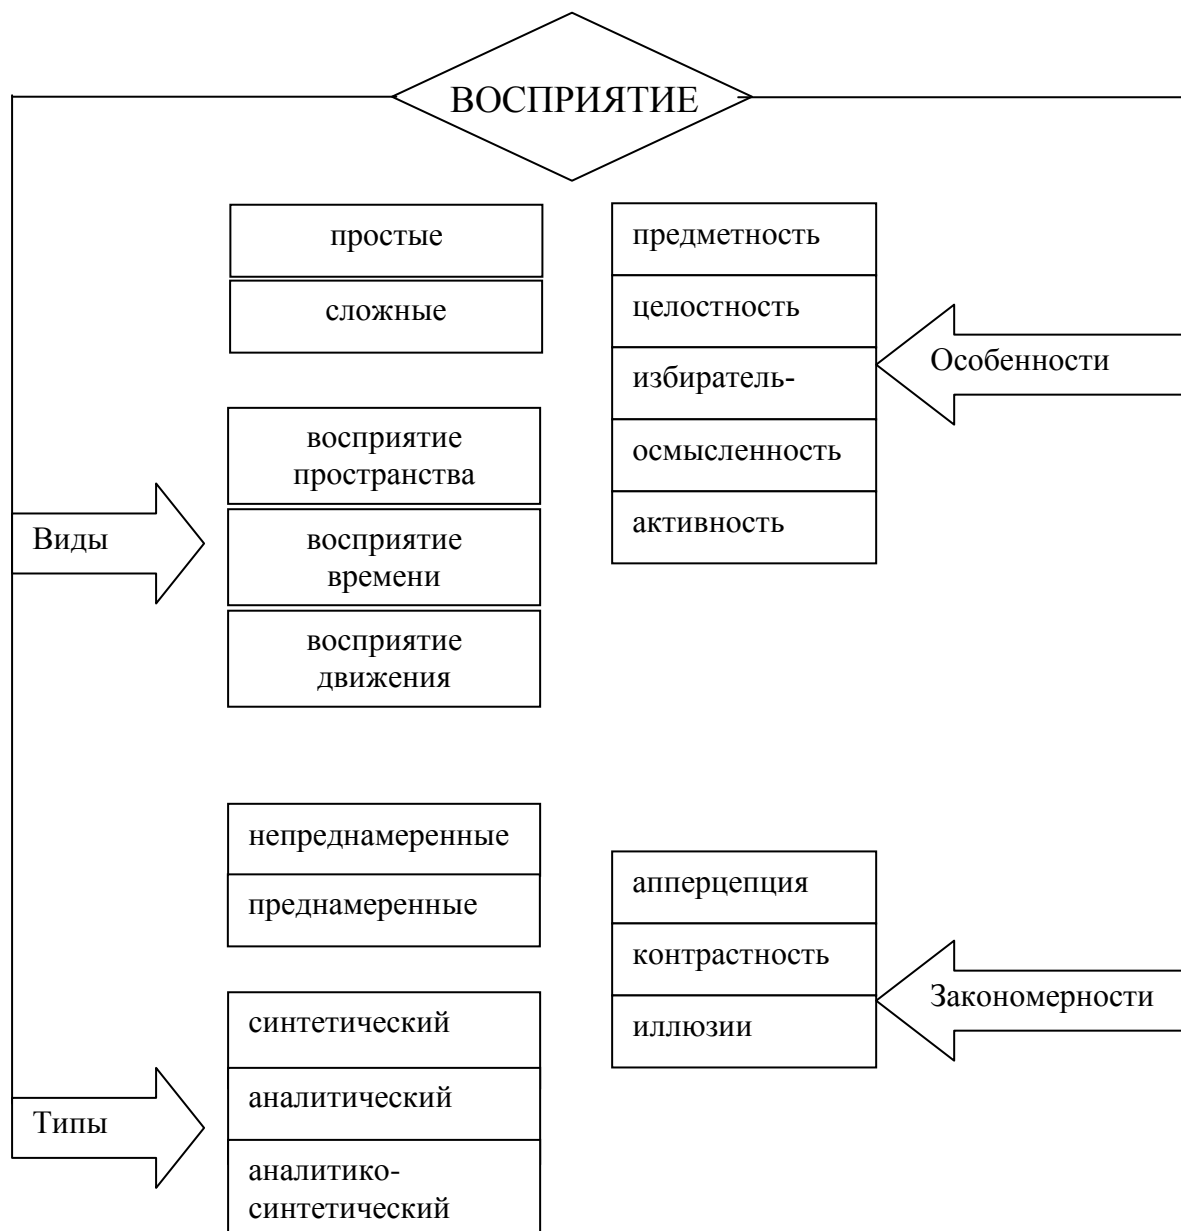 ВОСПРИЯТИЕ
простые
сложные
восприятие
пространства
восприятие
времени
восприятие
движения
Виды
непреднамеренные
преднамеренные
синтетический
аналитический
аналитико-
синтетический
Типы
предметность
целостность
избиратель-
осмысленность
активность
Особенности
апперцепция
контрастность
иллюзии
Закономерности